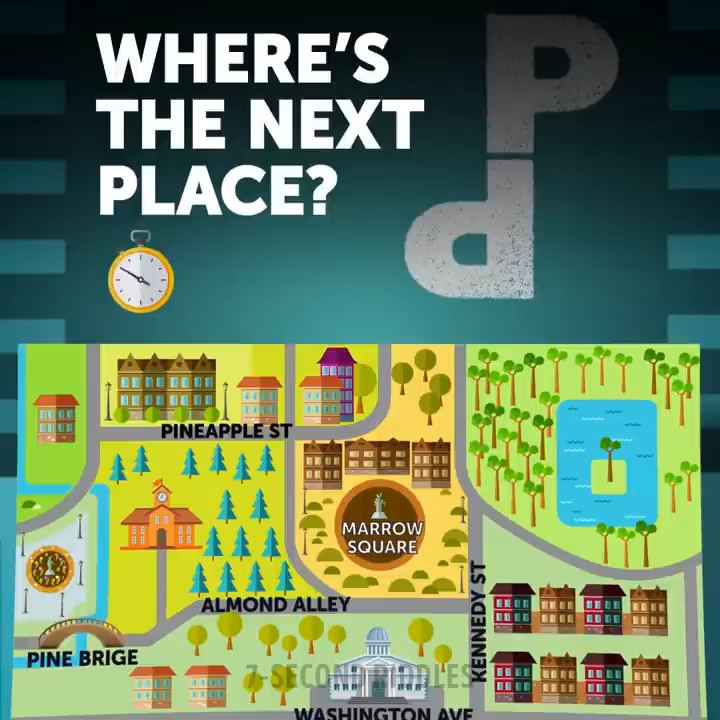 WHERE'S
THE NEXT
PLACE?
P
d
PINEAPPLE ST
MARROW
SQUARE
ALMOND ALLEY
KENNEDY ST
PINE BRIGE
7-SECOND RIDDLES
WASHINGTON AVE